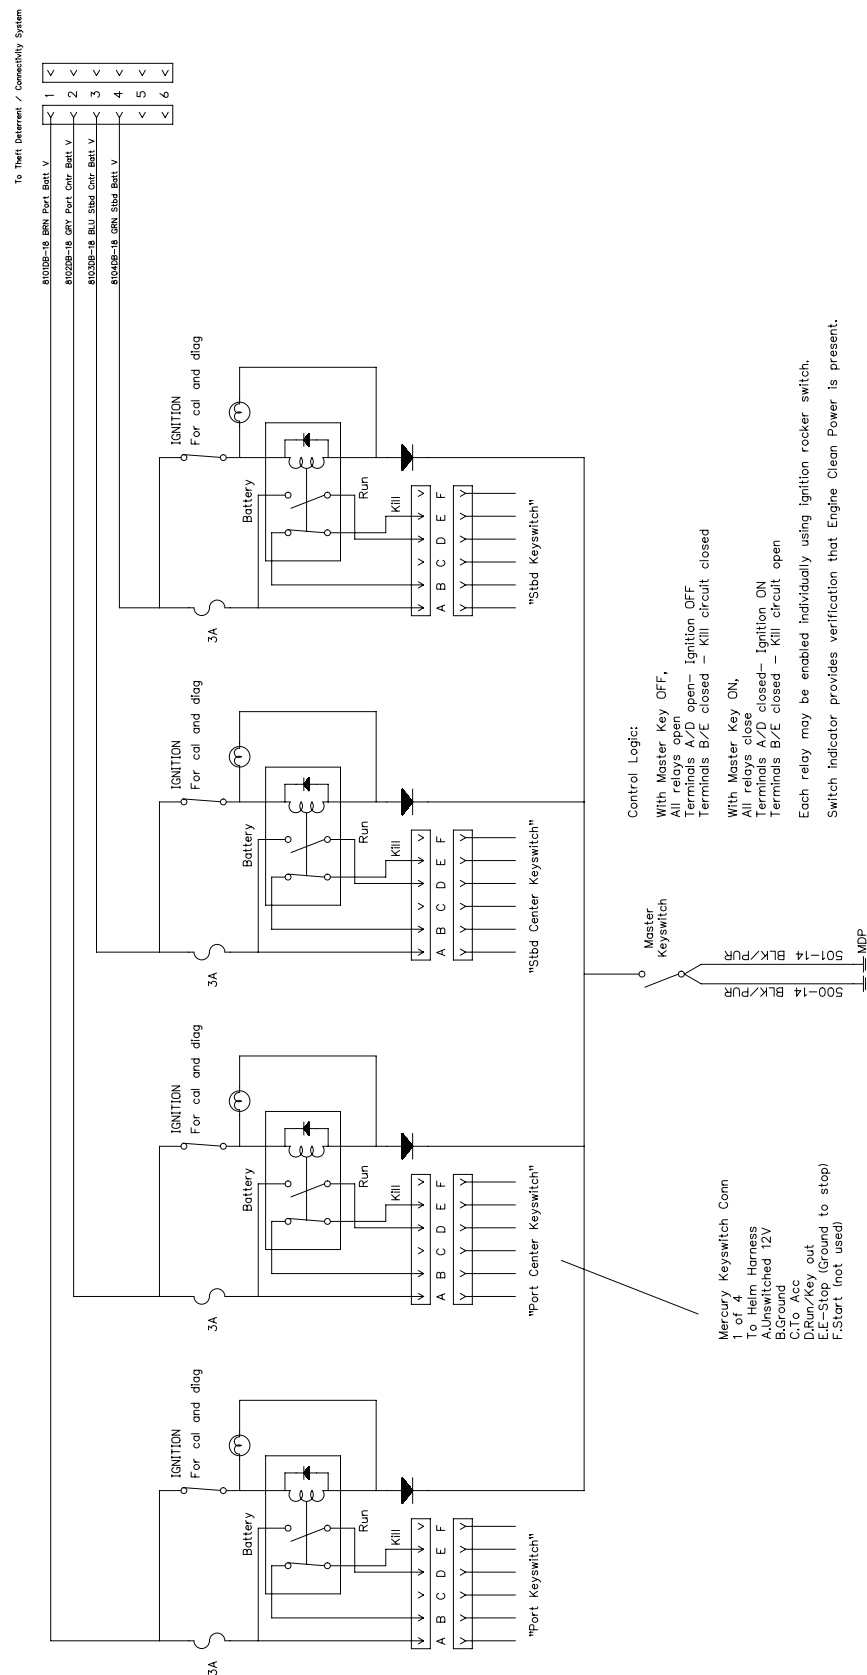 To Theft Deterrent / Connectivity System
1
2
3
4
5
6
8101DB-18 BRN Port Batt V
8102DB-18 GRY Port Cntr Batt V
8103DB-18 BLU Stbd Cntr Batt V
8104DB-18 GRN Stbd Batt V
IGNITION
For cal and diag
Battery
Run
Kill
3A
A B C D E F
"Port Keyswitch"
IGNITION
For cal and diag
Battery
Run
Kill
3A
A B C D E F
"Port Center Keyswitch"
IGNITION
For cal and diag
Battery
Run
Kill
3A
A B C D E F
"Stbd Center Keyswitch"
IGNITION
For cal and diag
Battery
Run
Kill
3A
A B C D E F
"Stbd Keyswitch"
Mercury Keyswitch Conn
1 of 4
To Helm Harness
A.Unswitched 12V
B.Ground
C.To Acc
D.Run/Key out
E.E-Stop (Ground to stop)
F.Start (not used)
Master
Keyswitch
500-14 BLK/PUR
501-14 BLK/PUR
MDP
Control Logic:
With Master Key OFF,
All relays open
Terminals A/D open- Ignition OFF
Terminals B/E closed - Kill circuit closed
With Master Key ON,
All relays close
Terminals A/D closed- Ignition ON
Terminals B/E closed - Kill circuit open
Each relay may be enabled individually using ignition rocker switch.
Switch indicator provides verification that Engine Clean Power is present.